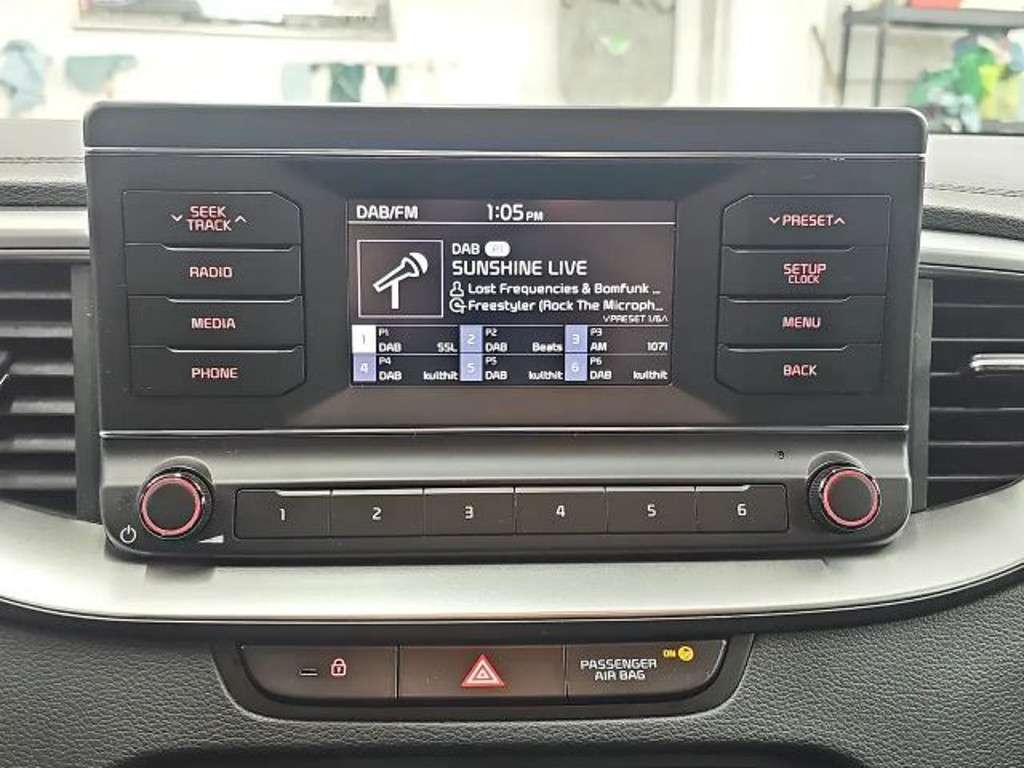 SEEK
TRACK
RADIO
MEDIA
PHONE
DAB/FM 1:05 PM
DAB P1
SUNSHINE LIVE
Lost Frequencies & Bomfunk ...
Freestyler (Rock The Microph...
PRESET 1/6
1 P1 DAB SSL
2 P2 DAB Beats
3 P3 AM 1071
4 P4 DAB kulthit
5 P5 DAB kulthit
6 P6 DAB kulthit
PRESET
SETUP
CLOCK
MENU
BACK
1 2 3 4 5 6
PASSENGER
AIR BAG
ON